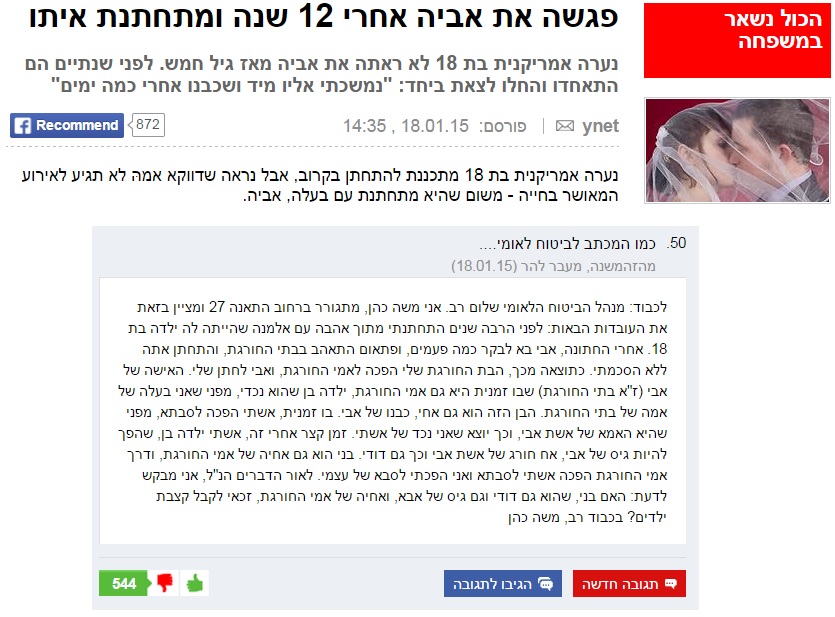 הכול נשאר
במשפחה
פגשה את אביה אחרי 12 שנה ומתחתנת איתו
נערה אמריקנית בת 18 לא ראתה את אביה מאז גיל חמש. לפני שנתיים הם
התאחדו והחלו לצאת ביחד: "נמשכתי אליו מיד ושכבנו אחרי כמה ימים"
ynet | פורסם: 18.01.15 , 14:35
Recommend 872
נערה אמריקנית בת 18 מתכננת להתחתן בקרוב, אבל נראה שדווקא אמה לא תגיע לאירוע
המאושר בחייה - משום שהיא מתחתנת עם בעלה, אביה.
50. כמו המכתב לביטוח לאומי....
מהזהמשנה, מעבר להר (18.01.15)
לכבוד: מנהל הביטוח הלאומי שלום רב. אני משה כהן, מתגורר ברחוב התאנה 27 ומציין בזאת
את העובדות הבאות: לפני הרבה שנים התחתנתי מתוך אהבה עם אלמנה שהייתה לה ילדה בת
18. אחרי החתונה, אבי בא לבקר כמה פעמים, ופתאום התאהב בבתי החורגת, והתחתן אתה
ללא הסכמתי. כתוצאה מכך, הבת החורגת שלי הפכה לאמי החורגת, ואבי לחתן שלי. האישה של
אבי (ז"א בתי החורגת) שבו זמנית היא גם אמי החורגת, ילדה בן שהוא נכדי, מפני שאני בעלה של
אמה של בתי החורגת. הבן הזה הוא גם אחי, כבנו של אבי. בו זמנית, אשתי הפכה לסבתא, מפני
שהיא האמא של אשת אבי, וכך יוצא שאני נכד של אשתי. זמן קצר אחרי זה, אשתי ילדה בן, שהפך
להיות גיס של אבי, אח חורג של אשת אבי וכך גם דודי. בני הוא גם אחיה של אמי החורגת, ודרך
אמי החורגת הפכה אשתי לסבתא ואני הפכתי לסבא של עצמי. לאור הדברים הנ"ל, אני מבקש
לדעת: האם בני, שהוא גם דודי וגם גיס של אבא, ואחיה של אמי החורגת, זכאי לקבל קצבת
ילדים? בכבוד רב, משה כהן
תגובה חדשה
הגיבו לתגובה
544